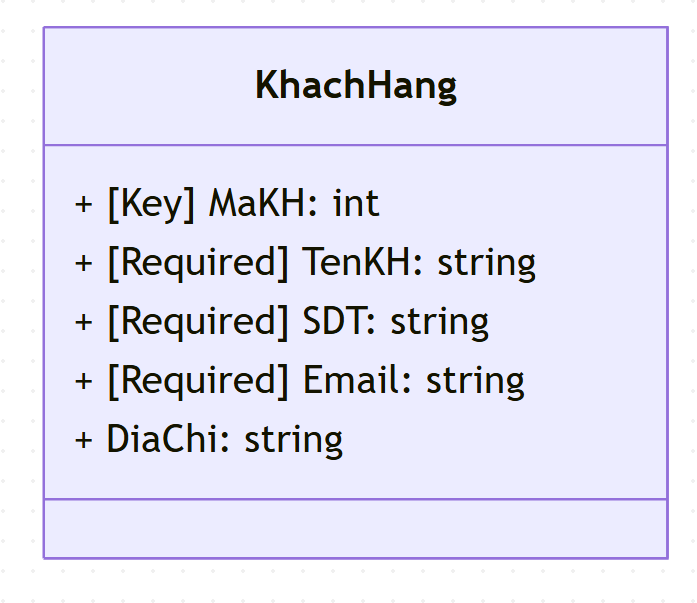 KhachHang
+ [Key] MaKH: int
+ [Required] TenKH: string
+ [Required] SDT: string
+ [Required] Email: string
+ DiaChi: string